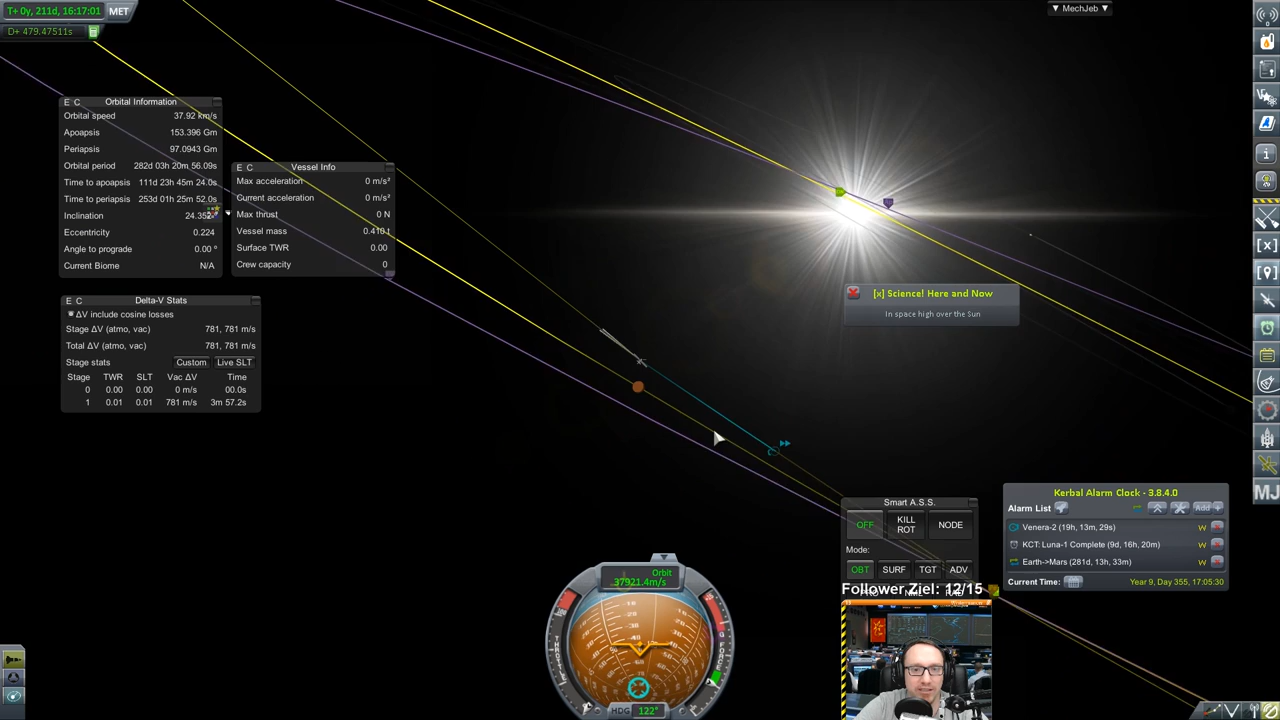 T+ 0y, 211d, 16:17:01 MET
D+ 479.47511s
▼ MechJeb ▼
E C Orbital Information
Orbital speed 37.92 km/s
Apoapsis 153.396 Gm
Periapsis 97.0943 Gm
Orbital period 282d 03h 20m 56.09s
Time to apoapsis 111d 23h 45m 24.0s
Time to periapsis 253d 01h 25m 52.0s
Inclination 24.352
Eccentricity 0.224
Angle to prograde 0.00 °
Current Biome N/A
E C Vessel Info
Max acceleration 0 m/s²
Current acceleration 0 m/s²
Max thrust 0 N
Vessel mass 0.410 t
Surface TWR 0.00
Crew capacity 0
E C Delta-V Stats
ΔV include cosine losses
Stage ΔV (atmo, vac) 781, 781 m/s
Total ΔV (atmo, vac) 781, 781 m/s
Stage stats Custom Live SLT
Stage TWR SLT Vac ΔV Time
0 0.00 0.00 0 m/s 00.0s
1 0.01 0.01 781 m/s 3m 57.2s
[x] Science! Here and Now
In space high over the Sun
Smart A.S.S.
OFF KILL ROT NODE
Mode:
OBT SURF TGT ADV
Follower Ziel: 12/15
Kerbal Alarm Clock - 3.8.4.0
Alarm List Add +
Venera-2 (19h, 13m, 29s) W
KCT: Luna-1 Complete (9d, 16h, 20m) W
Earth->Mars (281d, 13h, 33m) W
Current Time: Year 9, Day 355, 17:05:30
Orbit
37921.4m/s
HDG 122°
[x]
MJ